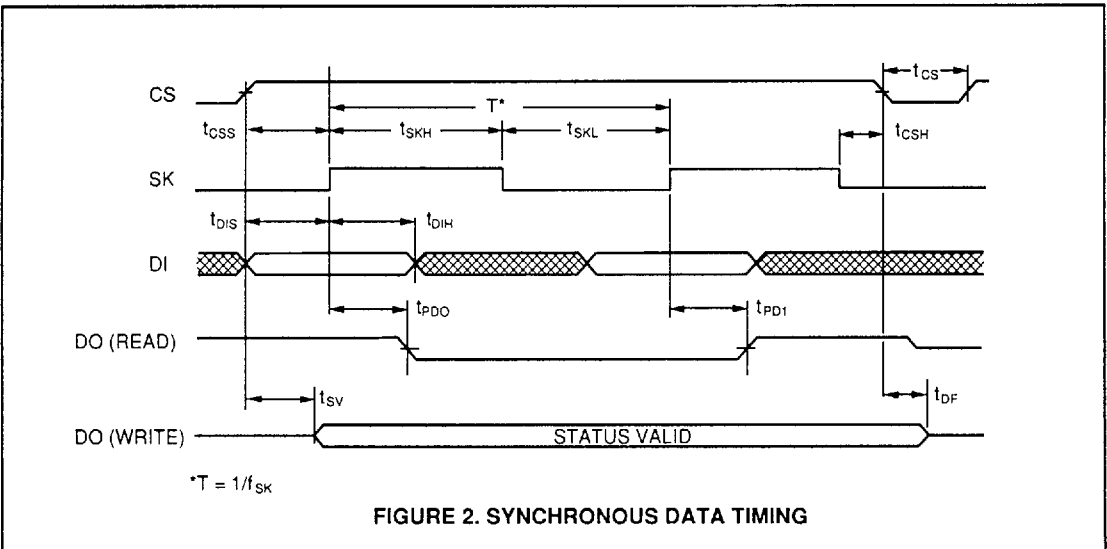 CS
t_CS
T*
t_CSS
t_SKH
t_SKL
t_CSH
SK
t_DIS
t_DIH
DI
t_PD0
t_PD1
DO (READ)
t_SV
t_DF
DO (WRITE)
STATUS VALID
*T = 1/f_SK
FIGURE 2. SYNCHRONOUS DATA TIMING